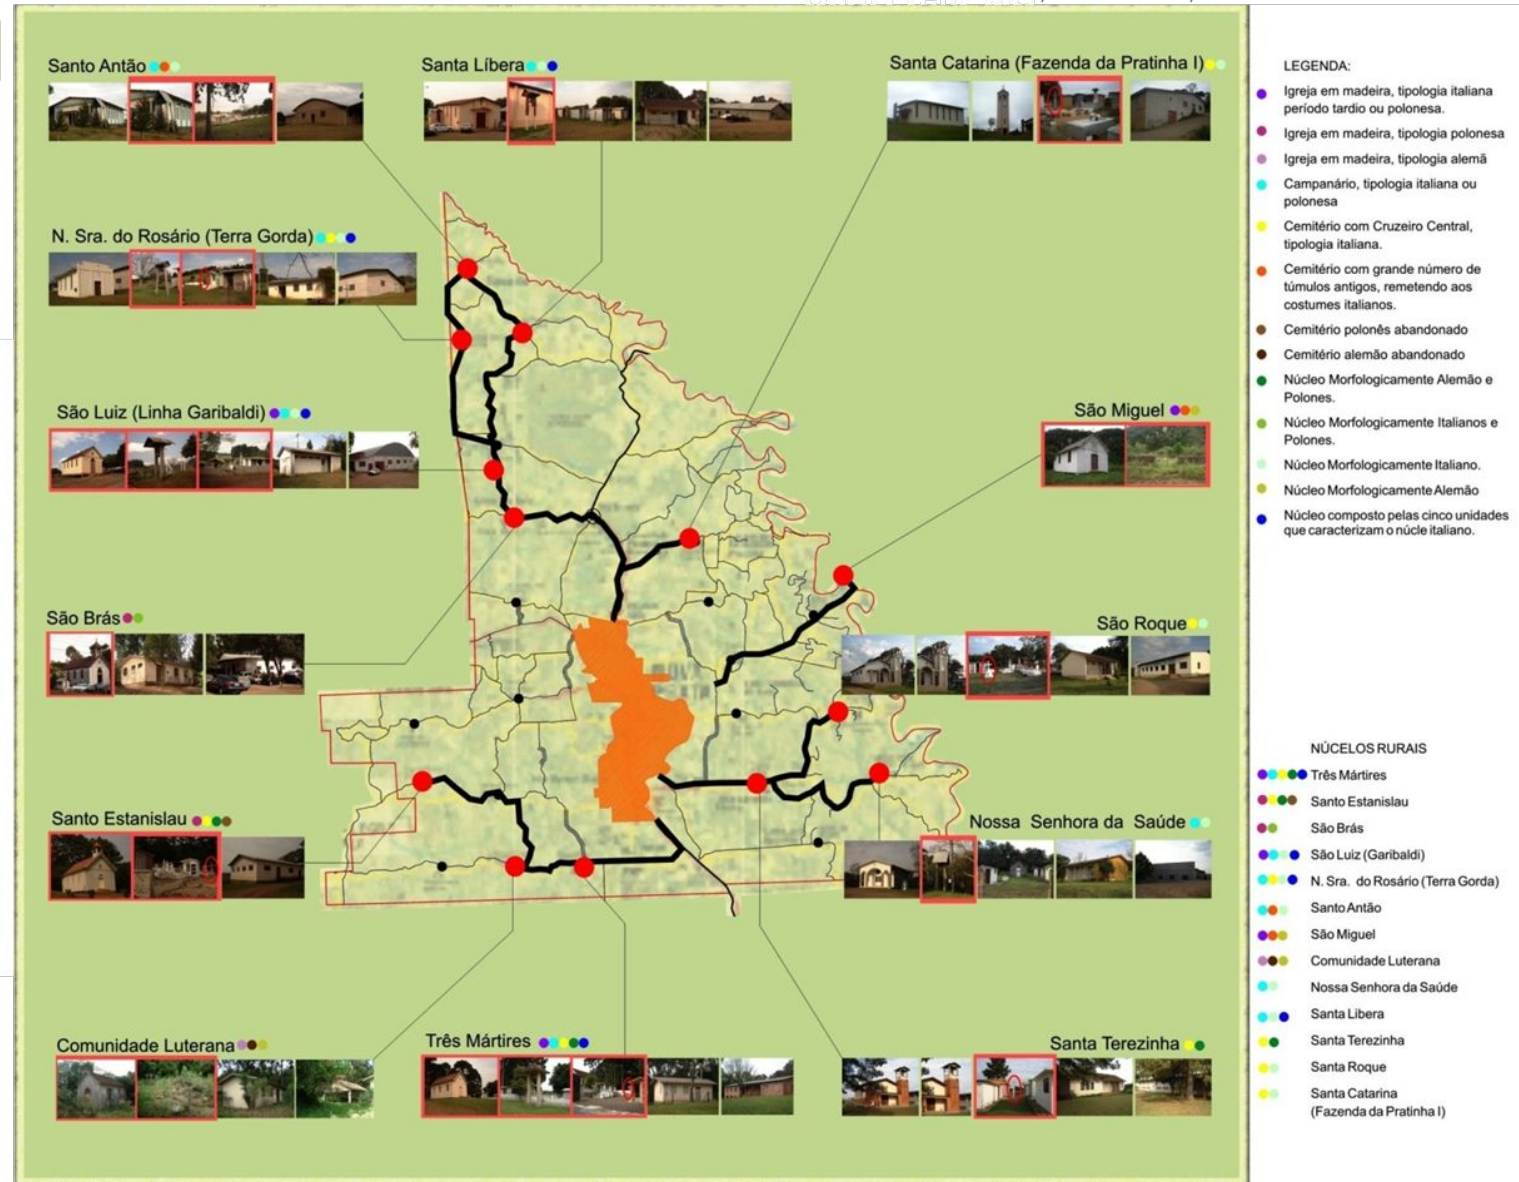 Santo Antão
Santa Líbera
Santa Catarina (Fazenda da Pratinha I)
N. Sra. do Rosário (Terra Gorda)
São Luiz (Linha Garibaldi)
São Miguel
São Brás
São Roque
Santo Estanislau
Nossa Senhora da Saúde
Comunidade Luterana
Três Mártires
Santa Terezinha
LEGENDA:
Igreja em madeira, tipologia italiana
período tardio ou polonesa.
Igreja em madeira, tipologia polonesa
Igreja em madeira, tipologia alemã
Campanário, tipologia italiana ou
polonesa
Cemitério com Cruzeiro Central,
tipologia italiana.
Cemitério com grande número de
túmulos antigos, remetendo aos
costumes italianos.
Cemitério polonês abandonado
Cemitério alemão abandonado
Núcleo Morfologicamente Alemão e
Polones.
Núcleo Morfologicamente Italianos e
Polones.
Núcleo Morfologicamente Italiano.
Núcleo Morfologicamente Alemão
Núcleo composto pelas cinco unidades
que caracterizam o núcle italiano.
NÚCELOS RURAIS
Três Mártires
Santo Estanislau
São Brás
São Luiz (Garibaldi)
N. Sra. do Rosário (Terra Gorda)
Santo Antão
São Miguel
Comunidade Luterana
Nossa Senhora da Saúde
Santa Libera
Santa Terezinha
Santa Roque
Santa Catarina
(Fazenda da Pratinha I)